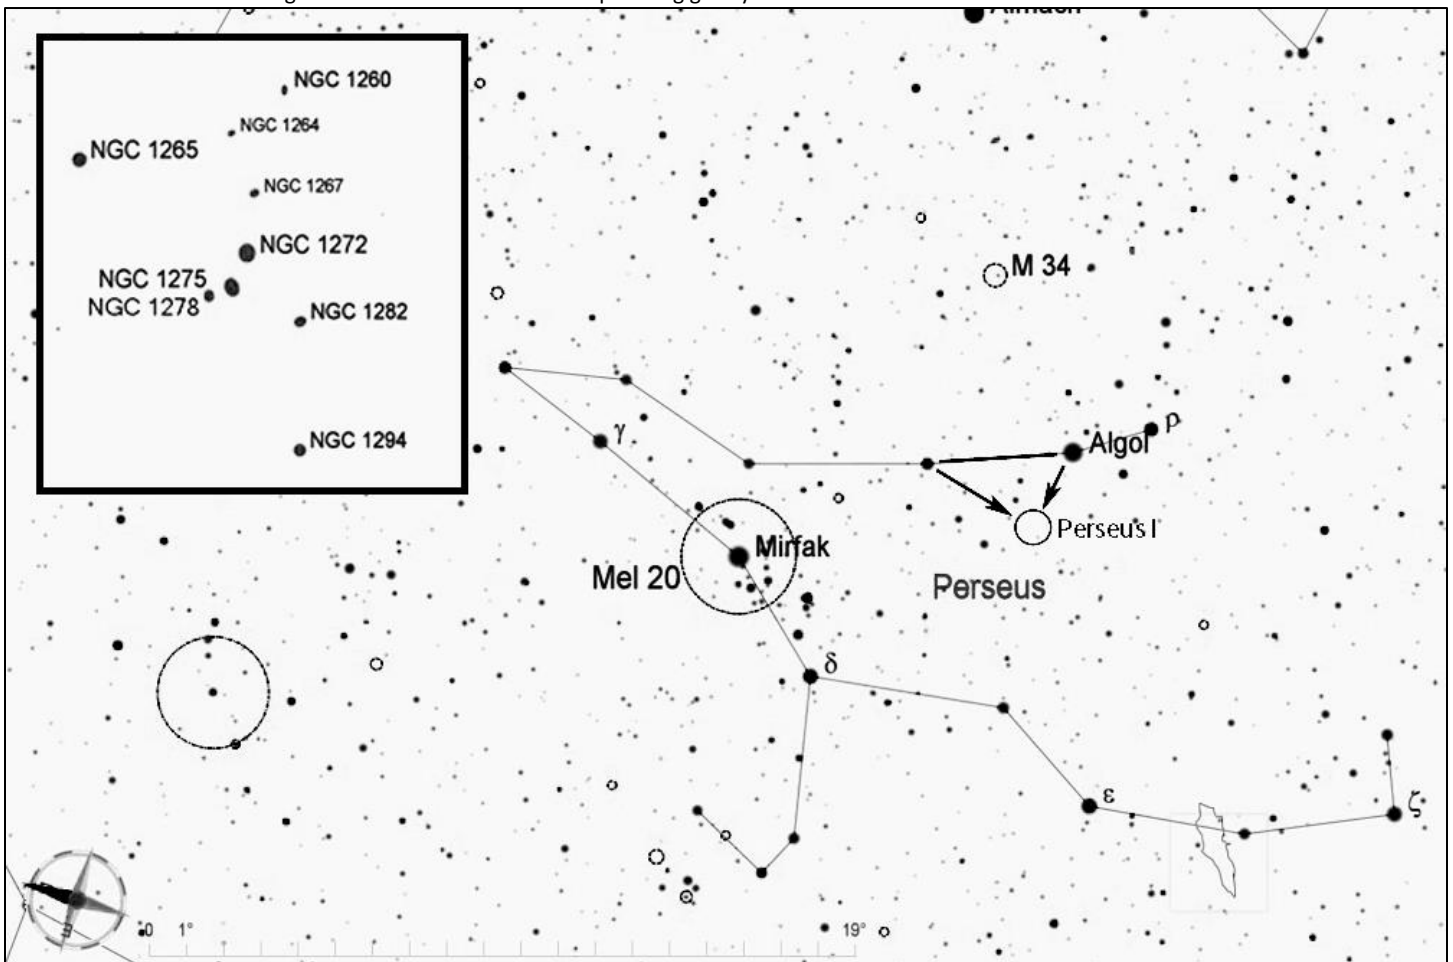 NGC 1260
NGC 1264
NGC 1265
NGC 1267
NGC 1272
NGC 1275
NGC 1278
NGC 1282
NGC 1294
M 34
γ
Algol
ρ
Perseus I
Mirfak
Mel 20
Perseus
δ
ε
ζ
E
0 1°
19°